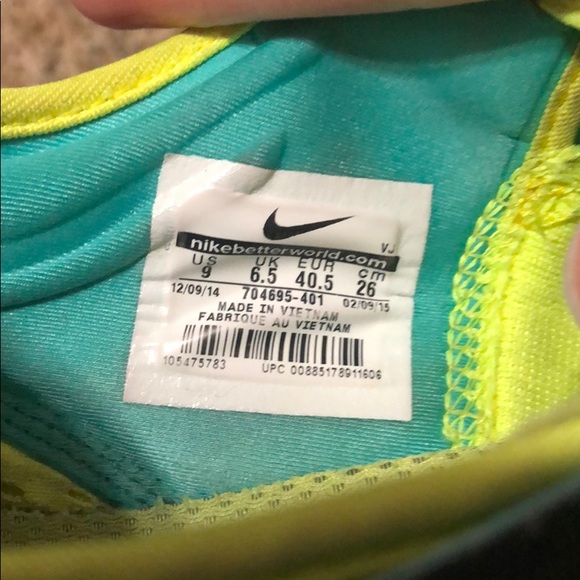 nikebetterworld.com
VJ
US UK EUR cm
9 6.5 40.5 26
12/09/14 704695-401 02/09/15
MADE IN VIETNAM
FABRIQUE AU VIETNAM
105475783 UPC 00885178911606